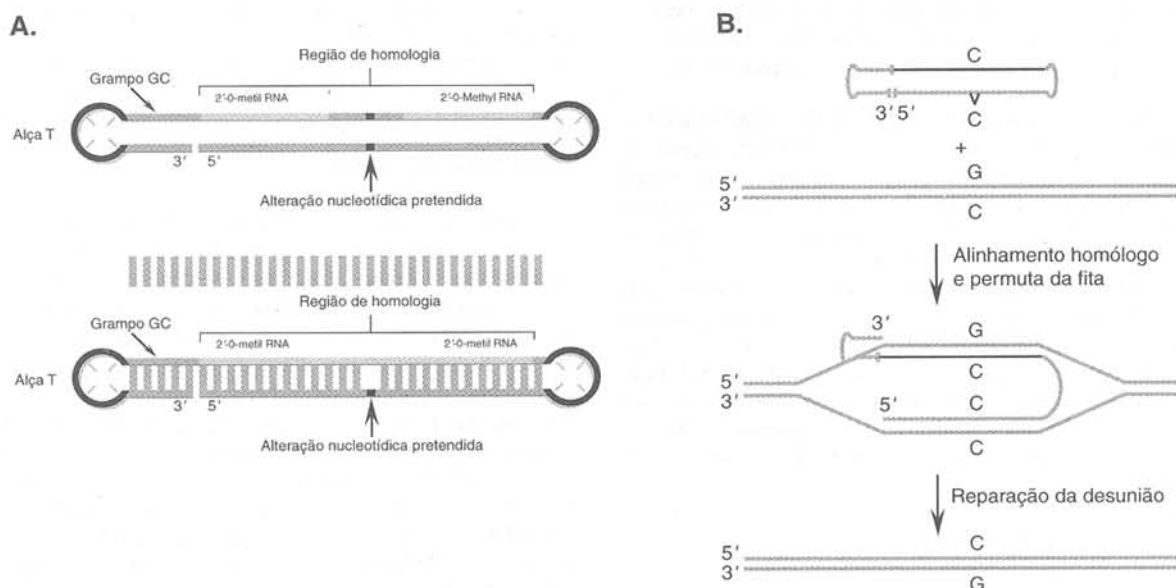 A.
Região de homologia
Grampo GC
2'-0-metil RNA
2'-0-Methyl RNA
Alça T
3' 5'
Alteração nucleotídica pretendida
Região de homologia
Grampo GC
2'-0-metil RNA
2'-0-metil RNA
Alça T
3' 5'
Alteração nucleotídica pretendida
B.
C
3' 5'
C
+
G
5'
3'
C
Alinhamento homólogo
e permuta da fita
3'
G
C
5'
3'
5'
C
C
Reparação da desunião
C
5'
3'
G